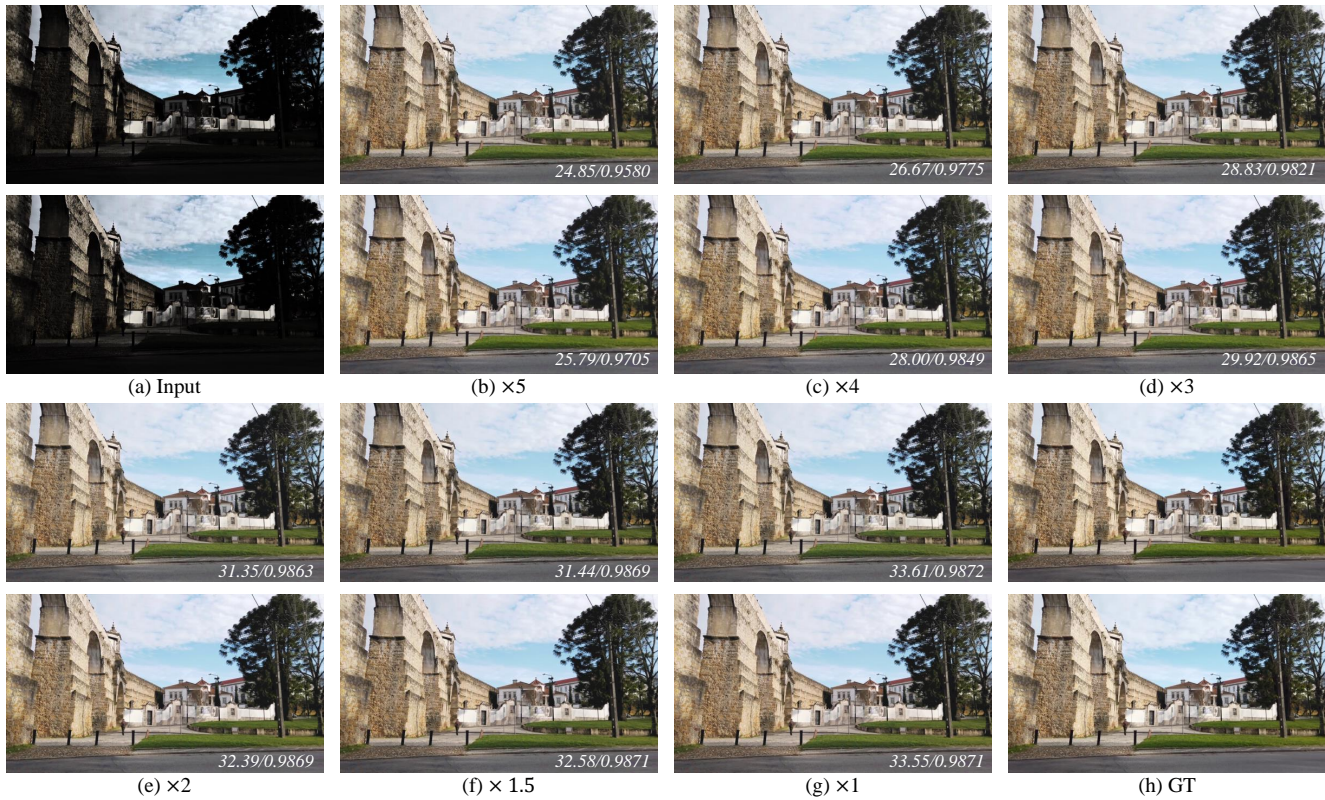 24.85/0.9580
26.67/0.9775
28.83/0.9821
25.79/0.9705
28.00/0.9849
29.92/0.9865
(a) Input
(b) ×5
(c) ×4
(d) ×3
31.35/0.9863
31.44/0.9869
33.61/0.9872
32.39/0.9869
32.58/0.9871
33.55/0.9871
(e) ×2
(f) × 1.5
(g) ×1
(h) GT